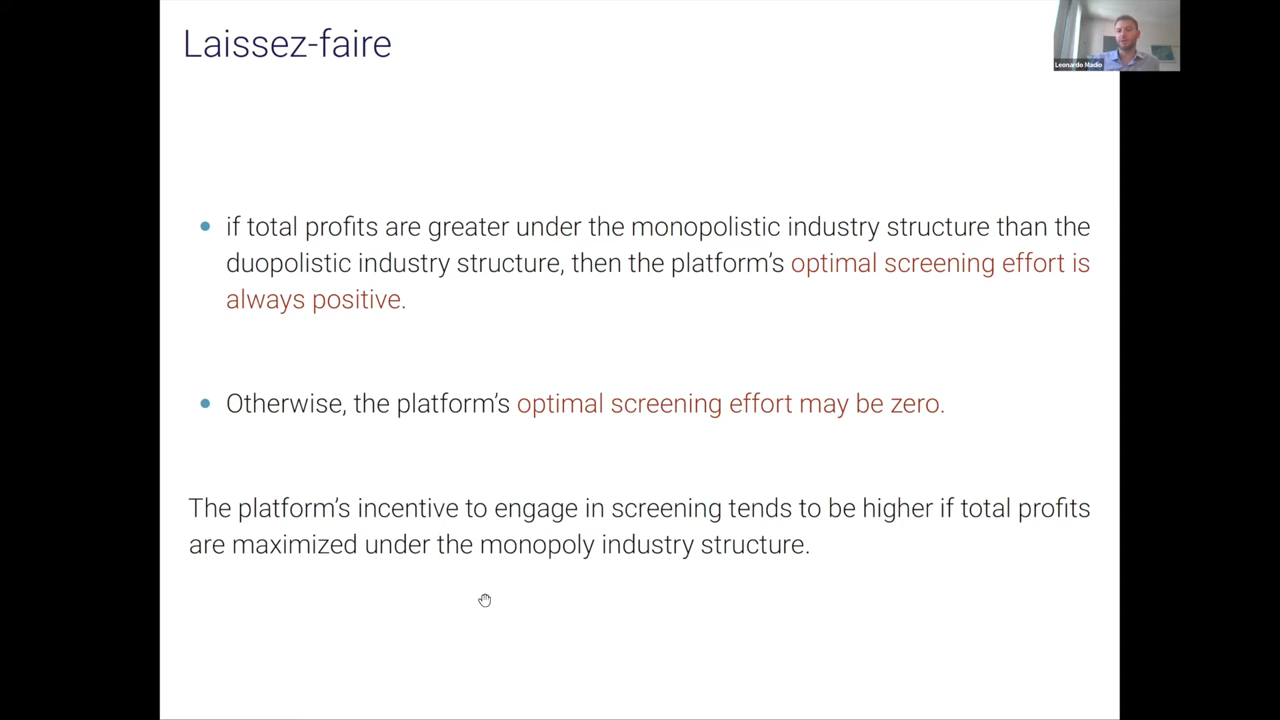 Laissez-faire
Leonardo Madio
if total profits are greater under the monopolistic industry structure than the
duopolistic industry structure, then the platform's optimal screening effort is
always positive.
Otherwise, the platform's optimal screening effort may be zero.
The platform's incentive to engage in screening tends to be higher if total profits
are maximized under the monopoly industry structure.